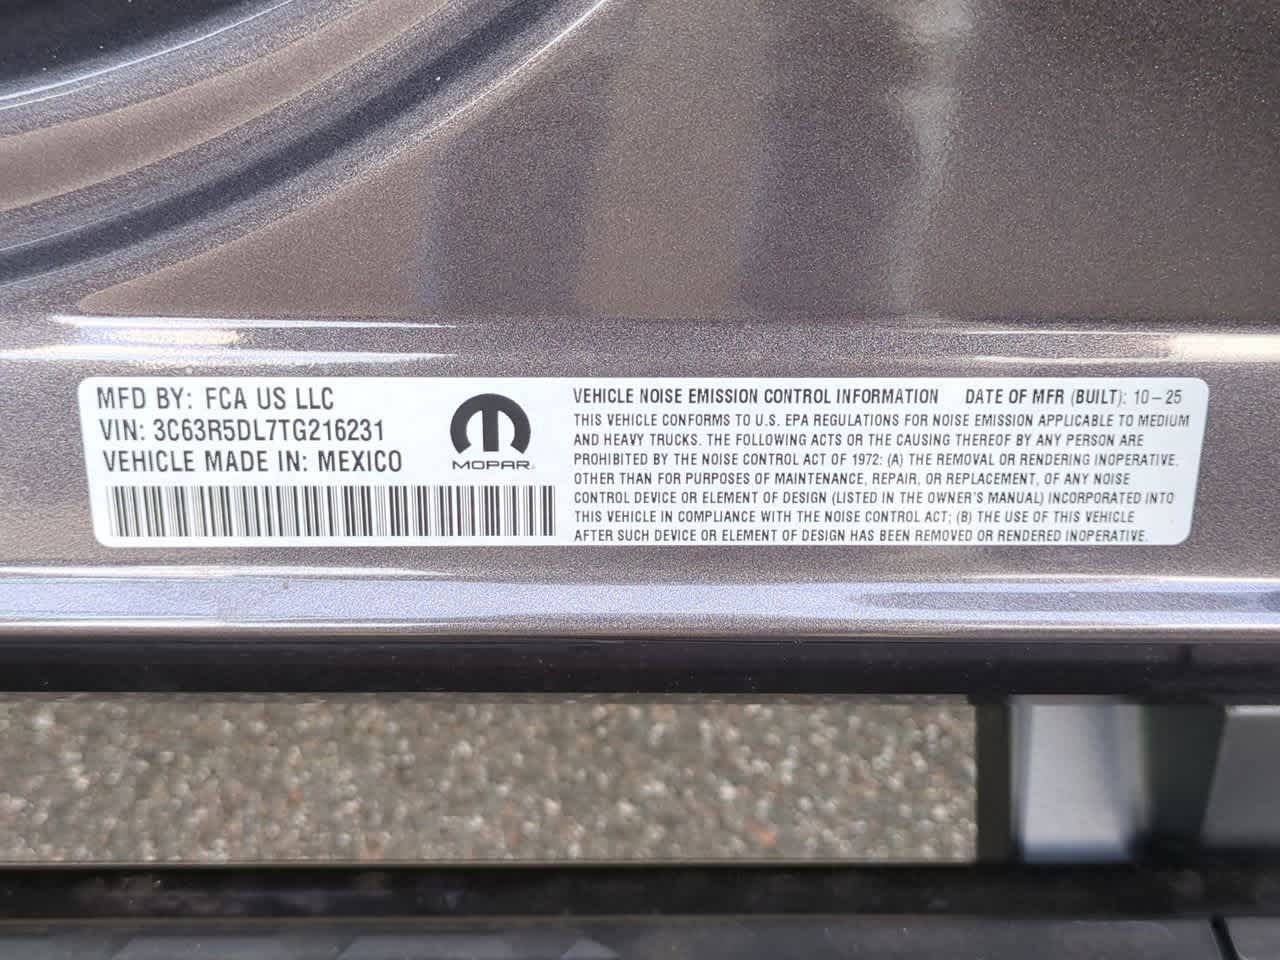 MFD BY: FCA US LLC
VIN: 3C63R5DL7TG216231
VEHICLE MADE IN: MEXICO
MOPAR
VEHICLE NOISE EMISSION CONTROL INFORMATION DATE OF MFR (BUILT): 10-25
THIS VEHICLE CONFORMS TO U.S. EPA REGULATIONS FOR NOISE EMISSION APPLICABLE TO MEDIUM
AND HEAVY TRUCKS. THE FOLLOWING ACTS OR THE CAUSING THEREOF BY ANY PERSON ARE
PROHIBITED BY THE NOISE CONTROL ACT OF 1972: (A) THE REMOVAL OR RENDERING INOPERATIVE.
OTHER THAN FOR PURPOSES OF MAINTENANCE, REPAIR, OR REPLACEMENT, OF ANY NOISE
CONTROL DEVICE OR ELEMENT OF DESIGN (LISTED IN THE OWNER'S MANUAL) INCORPORATED INTO
THIS VEHICLE IN COMPLIANCE WITH THE NOISE CONTROL ACT; (B) THE USE OF THIS VEHICLE
AFTER SUCH DEVICE OR ELEMENT OF DESIGN HAS BEEN REMOVED OR RENDERED INOPERATIVE.